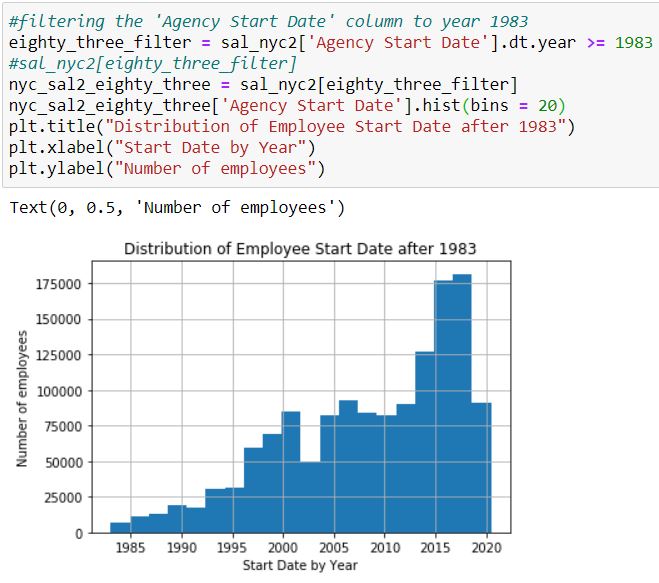 #filtering the 'Agency Start Date' column to year 1983
eighty_three_filter = sal_nyc2['Agency Start Date'].dt.year >= 1983
#sal_nyc2[eighty_three_filter]
nyc_sal2_eighty_three = sal_nyc2[eighty_three_filter]
nyc_sal2_eighty_three['Agency Start Date'].hist(bins = 20)
plt.title("Distribution of Employee Start Date after 1983")
plt.xlabel("Start Date by Year")
plt.ylabel("Number of employees")
Text(0, 0.5, 'Number of employees')
Distribution of Employee Start Date after 1983
Number of employees
175000
150000
125000
100000
75000
50000
25000
0
1985 1990 1995 2000 2005 2010 2015 2020
Start Date by Year